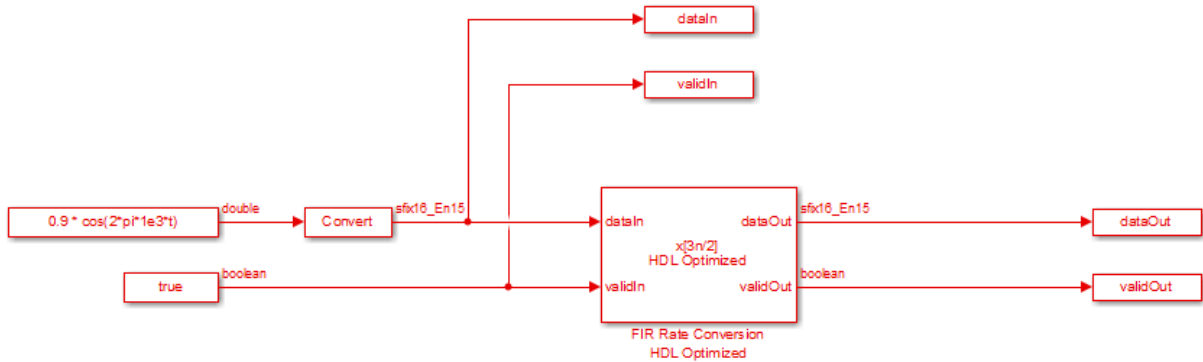 dataIn
validIn
0.9 * cos(2*pi*1e3*t)
double
Convert
sfix16_En15
dataIn
dataOut
x[3n/2]
HDL Optimized
validIn
validOut
sfix16_En15
dataOut
true
boolean
boolean
validOut
FIR Rate Conversion
HDL Optimized